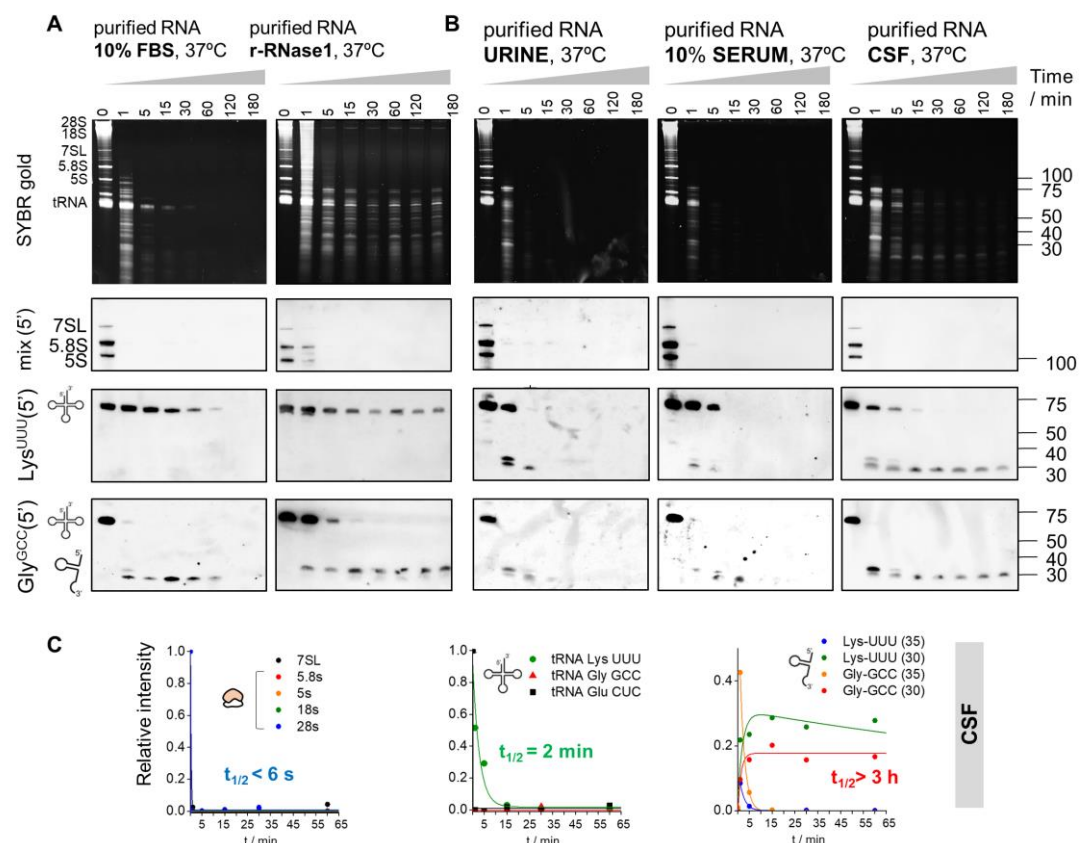 A
purified RNA
10% FBS, 37ºC
purified RNA
r-RNase1, 37ºC
B
purified RNA
URINE, 37ºC
purified RNA
10% SERUM, 37ºC
purified RNA
CSF, 37ºC
Time
/ min
0 1 5 15 30 60 120 180
0 1 5 15 30 60 120 180
0 1 5 15 30 60 120 180
0 1 5 15 30 60 120 180
0 1 5 15 30 60 120 180
SYBR gold
28S
18S
7SL
5.8S
5S
tRNA
100
75
50
40
30
mix (5')
7SL
5.8S
5S
100
Lys UUU (5')
5' 3'
75
50
40
30
Gly GCC (5')
5' 3'
5'
3'
75
50
40
30
C
Relative intensity
1.0
0.8
0.6
0.4
0.2
0.0
7SL
5.8s
5s
18s
28s
t1/2 < 6 s
5 15 25 35 45 55 65
t / min
1.0
0.8
0.6
0.4
0.2
0.0
5' 3'
tRNA Lys UUU
tRNA Gly GCC
tRNA Glu CUC
t1/2 = 2 min
5 15 25 35 45 55 65
t / min
0.4
0.2
0.0
5'
3'
Lys-UUU (35)
Lys-UUU (30)
Gly-GCC (35)
Gly-GCC (30)
t1/2 > 3 h
5 15 25 35 45 55 65
t / min
CSF